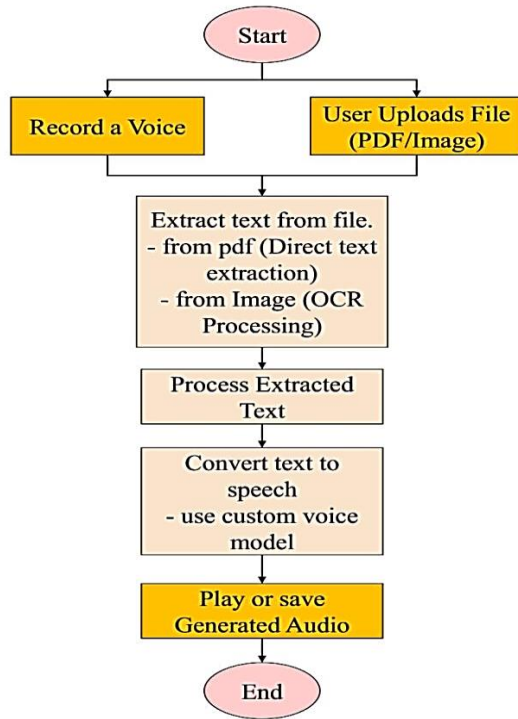 Start
Record a Voice
User Uploads File
(PDF/Image)
Extract text from file.
- from pdf (Direct text
extraction)
- from Image (OCR
Processing)
Process Extracted
Text
Convert text to
speech
- use custom voice
model
Play or save
Generated Audio
End